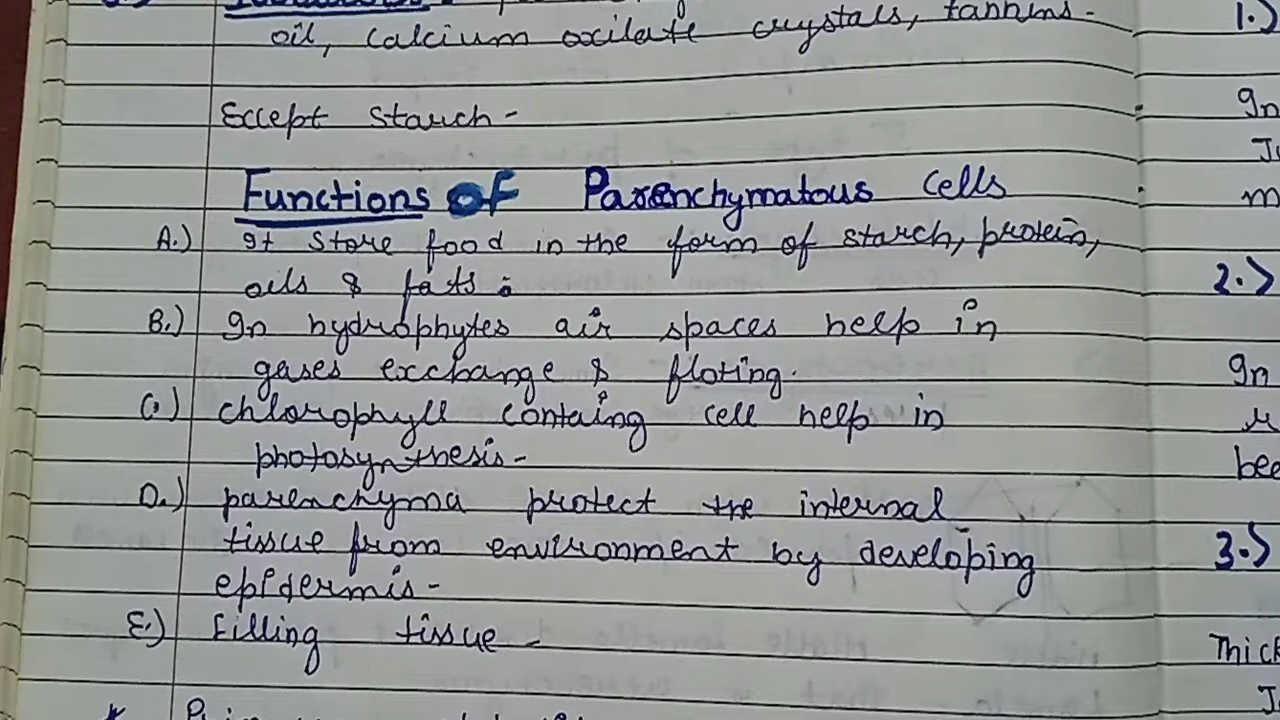 oil, calcium oxilate crystals, tannins.
Eccept starch -
Functions of Parenchymatous cells
A.) It store food in the form of starch, protein,
oils & fats.
B.) In hydrophytes air spaces help in
gases exchange & floting.
C.) chlorophyll containg cell help in
photosynthesis -
D.) parenchyma protect the internal
tissue from environment by developing
epidermis -
E.) filling tissue -
1.)
In
m
2.)
In
bee
3.)
Thick